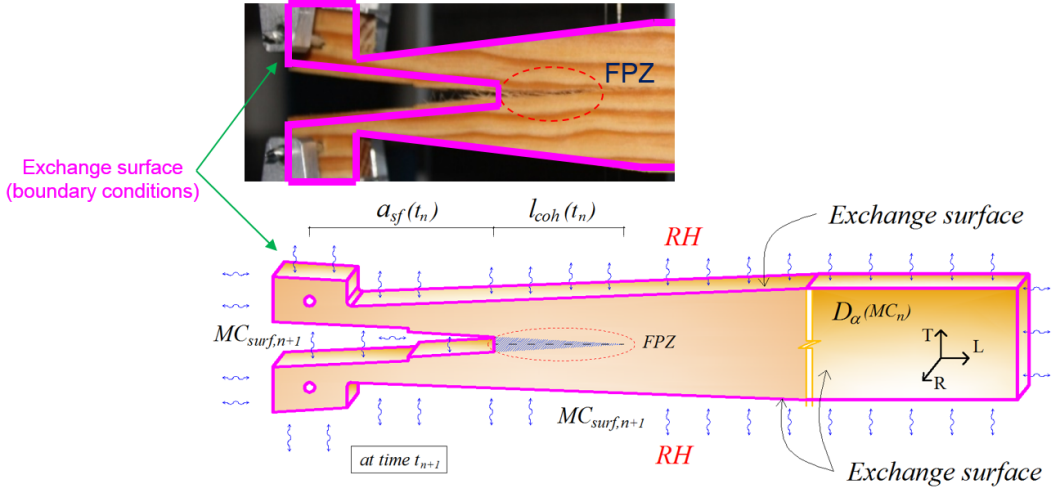 FPZ
Exchange surface
(boundary conditions)
a_sf(t_n)
l_coh(t_n)
RH
Exchange surface
D_α(MC_n)
T
L
R
MC_surf,n+1
FPZ
MC_surf,n+1
at time t_n+1
RH
Exchange surface